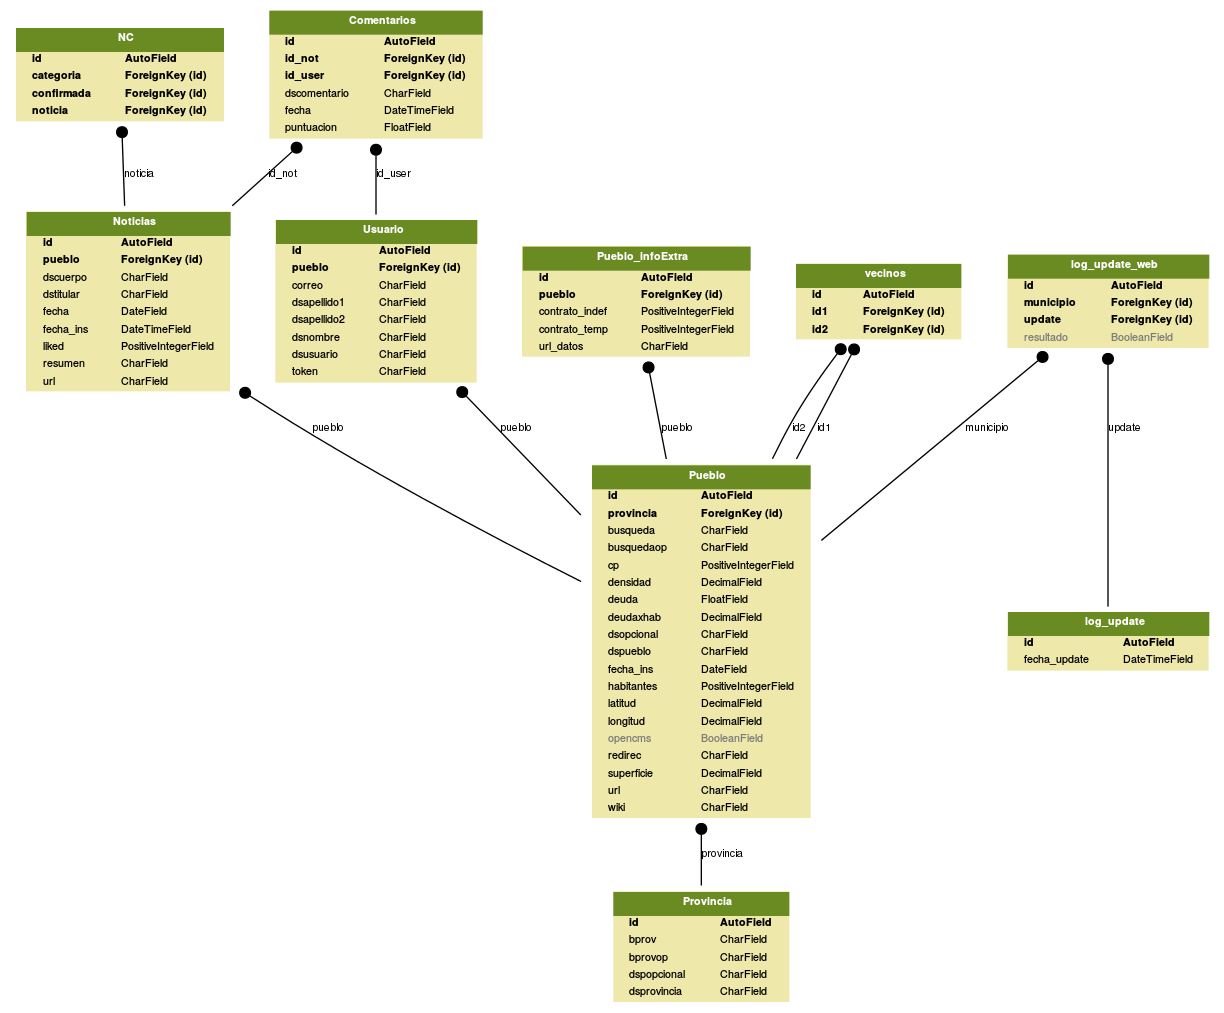 NC
id AutoField
categoria ForeignKey (id)
confirmada ForeignKey (id)
noticia ForeignKey (id)
Comentarios
id AutoField
id_not ForeignKey (id)
id_user ForeignKey (id)
dscomentario CharField
fecha DateTimeField
puntuacion FloatField
noticia
id_not
id_user
Noticias
id AutoField
pueblo ForeignKey (id)
dscuerpo CharField
dstitular CharField
fecha DateField
fecha_ins DateTimeField
liked PositiveIntegerField
resumen CharField
url CharField
Usuario
id AutoField
pueblo ForeignKey (id)
correo CharField
dsapellido1 CharField
dsapellido2 CharField
dsnombre CharField
dsusuario CharField
token CharField
Pueblo_InfoExtra
id AutoField
pueblo ForeignKey (id)
contrato_indef PositiveIntegerField
contrato_temp PositiveIntegerField
url_datos CharField
vecinos
id AutoField
id1 ForeignKey (id)
id2 ForeignKey (id)
log_update_web
id AutoField
municipio ForeignKey (id)
update ForeignKey (id)
resultado BooleanField
pueblo
pueblo
pueblo
id2
id1
municipio
update
Pueblo
id AutoField
provincia ForeignKey (id)
busqueda CharField
busquedaop CharField
cp PositiveIntegerField
densidad DecimalField
deuda FloatField
deudaxhab DecimalField
dsopcional CharField
dspueblo CharField
fecha_ins DateField
habitantes PositiveIntegerField
latitud DecimalField
longitud DecimalField
opencms BooleanField
redirec CharField
superficie DecimalField
url CharField
wiki CharField
log_update
id AutoField
fecha_update DateTimeField
provincia
Provincia
id AutoField
bprov CharField
bprovop CharField
dspopcional CharField
dsprovincia CharField